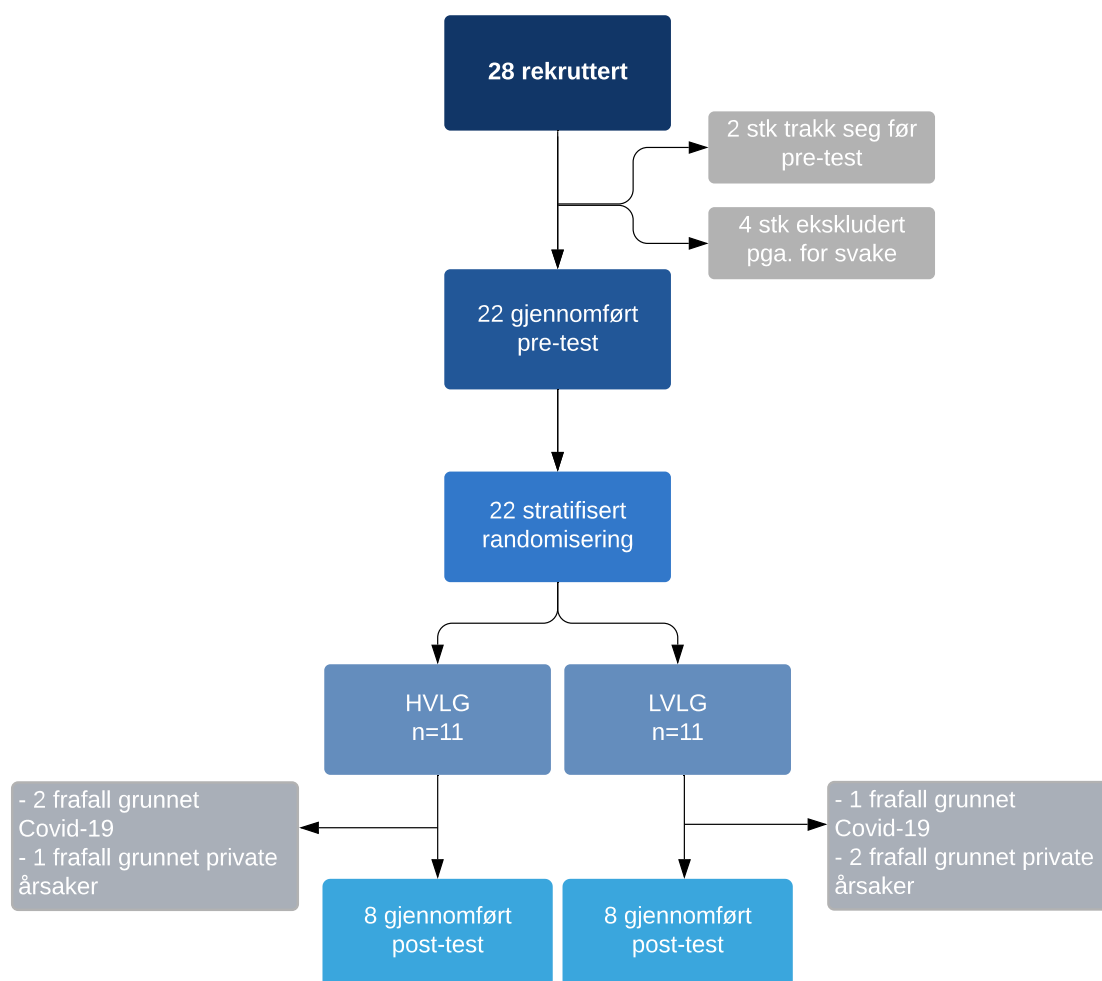 28 rekruttert
2 stk trakk seg før
pre-test
4 stk ekskludert
pga. for svake
22 gjennomført
pre-test
22 stratifisert
randomisering
HVLG
n=11
LVLG
n=11
- 2 frafall grunnet
Covid-19
- 1 frafall grunnet private
årsaker
- 1 frafall grunnet
Covid-19
- 2 frafall grunnet private
årsaker
8 gjennomført
post-test
8 gjennomført
post-test